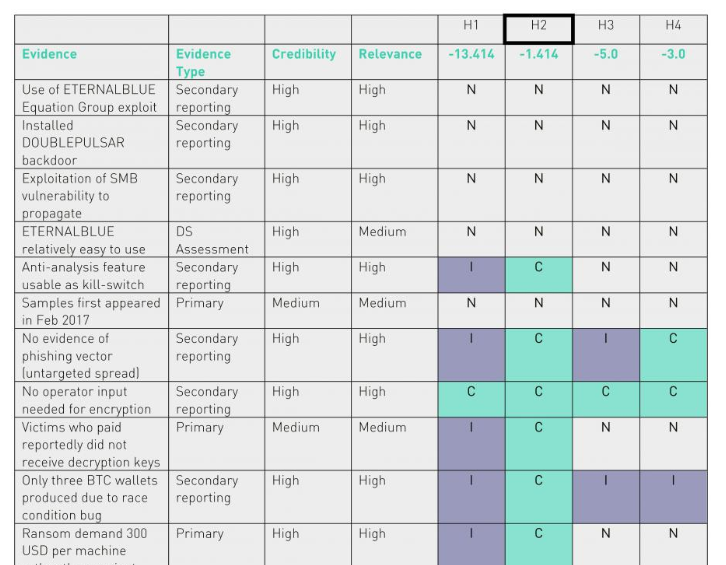 H1 H2 H3 H4
Evidence Evidence Type Credibility Relevance -13.414 -1.414 -5.0 -3.0
Use of ETERNALBLUE Equation Group exploit Secondary reporting High High N N N N
Installed DOUBLEPULSAR backdoor Secondary reporting High High N N N N
Exploitation of SMB vulnerability to propagate Secondary reporting High High N N N N
ETERNALBLUE relatively easy to use DS Assessment High Medium N N N N
Anti-analysis feature usable as kill-switch Secondary reporting High High I C N N
Samples first appeared in Feb 2017 Primary Medium Medium N N N N
No evidence of phishing vector (untargeted spread) Secondary reporting High High I C I C
No operator input needed for encryption Secondary reporting High High C C C C
Victims who paid reportedly did not receive decryption keys Primary Medium Medium I C N N
Only three BTC wallets produced due to race condition bug Secondary reporting High High I C I I
Ransom demand 300 USD per machine Primary High High I C N N